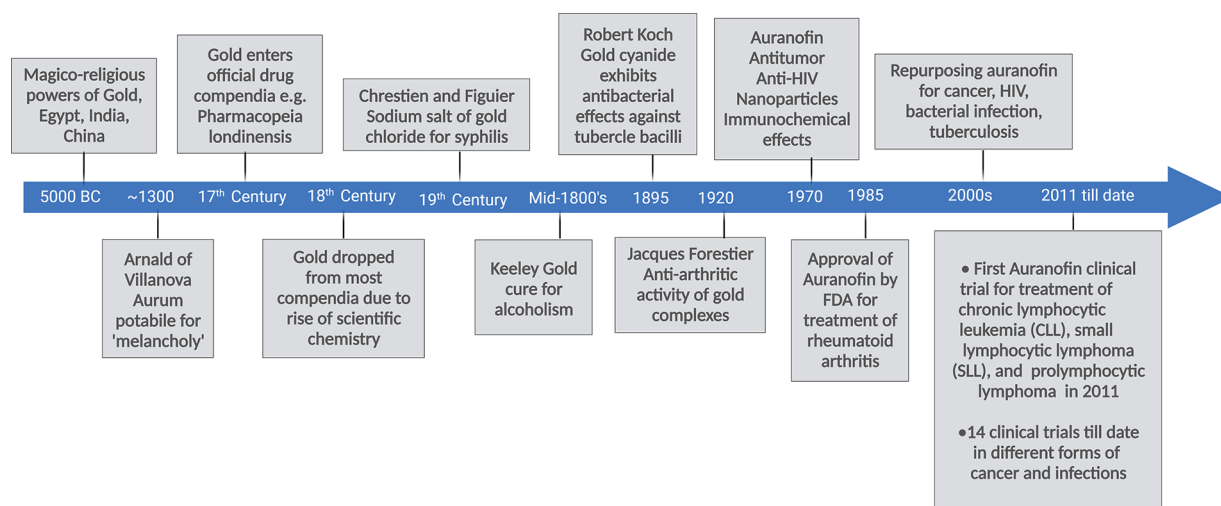 Magico-religious
powers of Gold,
Egypt, India,
China
Gold enters
official drug
compendia e.g.
Pharmacopeia
londinensis
Chrestien and Figuier
Sodium salt of gold
chloride for syphilis
Robert Koch
Gold cyanide
exhibits
antibacterial
effects against
tubercle bacilli
Auranofin
Antitumor
Anti-HIV
Nanoparticles
Immunochemical
effects
Repurposing auranofin
for cancer, HIV,
bacterial infection,
tuberculosis
5000 BC ~1300 17th Century 18th Century 19th Century Mid-1800's 1895 1920 1970 1985 2000s 2011 till date
Arnald of
Villanova
Aurum
potabile for
'melancholy'
Gold dropped
from most
compendia due to
rise of scientific
chemistry
Keeley Gold
cure for
alcoholism
Jacques Forestier
Anti-arthritic
activity of gold
complexes
Approval of
Auranofin by
FDA for
treatment of
rheumatoid
arthritis
• First Auranofin clinical
trial for treatment of
chronic lymphocytic
leukemia (CLL), small
lymphocytic lymphoma
(SLL), and prolymphocytic
lymphoma in 2011
•14 clinical trials till date
in different forms of
cancer and infections